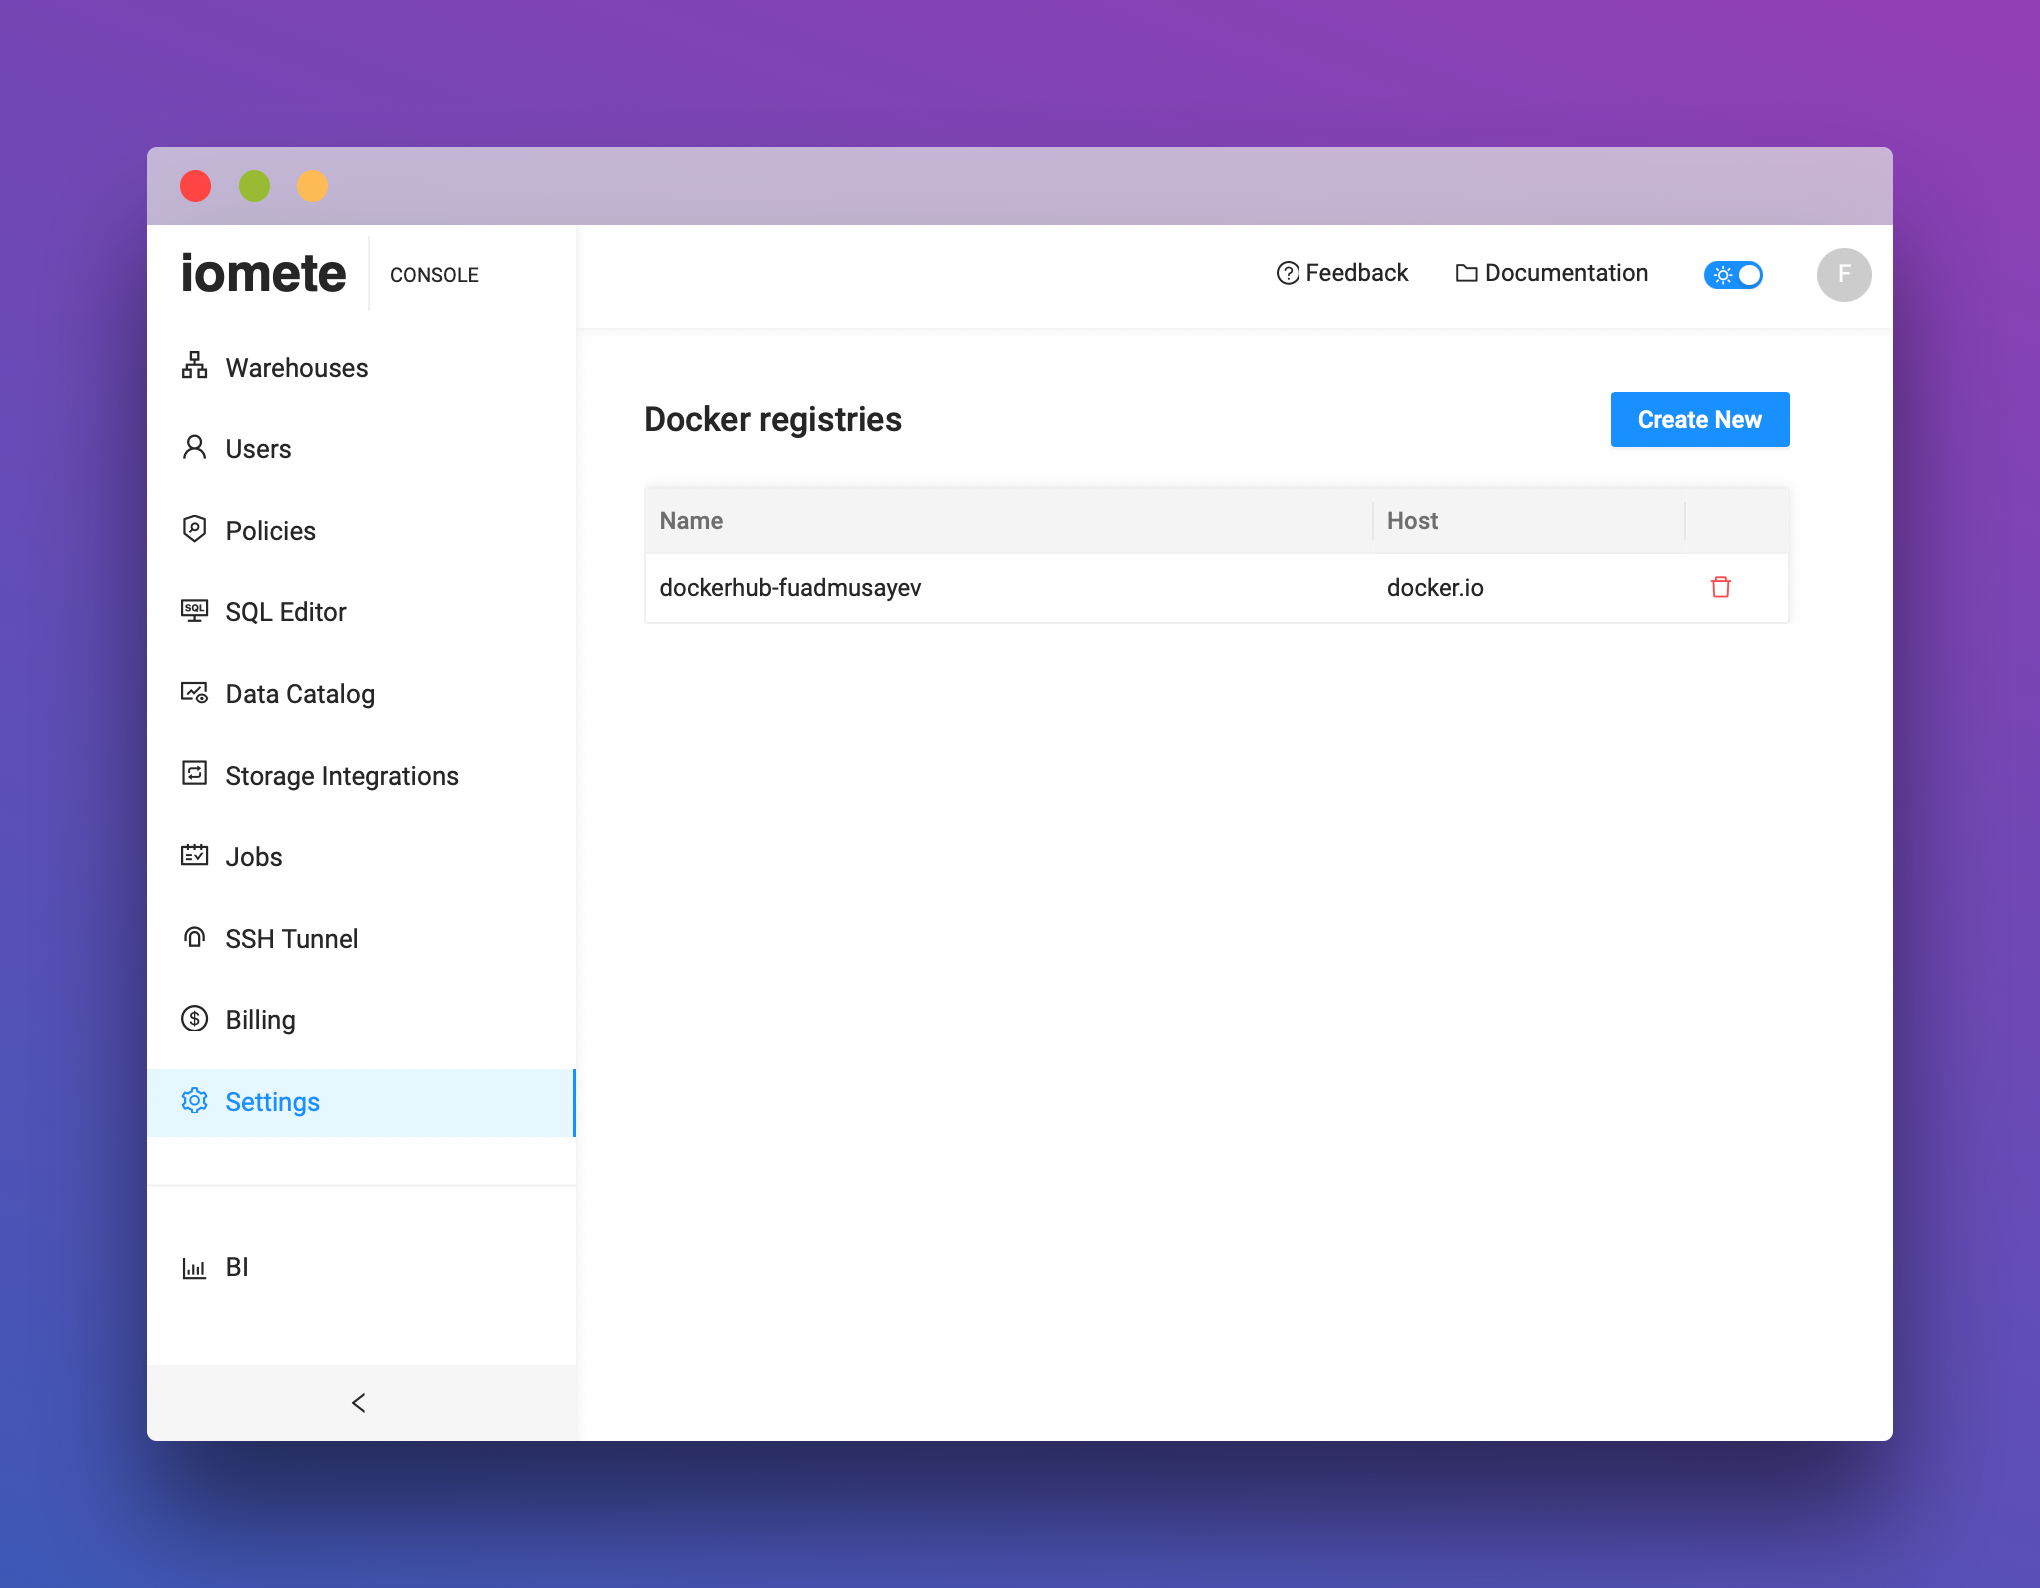 iomete
CONSOLE
Feedback
Documentation
F
Warehouses
Users
Policies
SQL
SQL Editor
Data Catalog
Storage Integrations
Jobs
SSH Tunnel
Billing
Settings
BI
Docker registries
Create New
Name
Host
dockerhub-fuadmusayev
docker.io